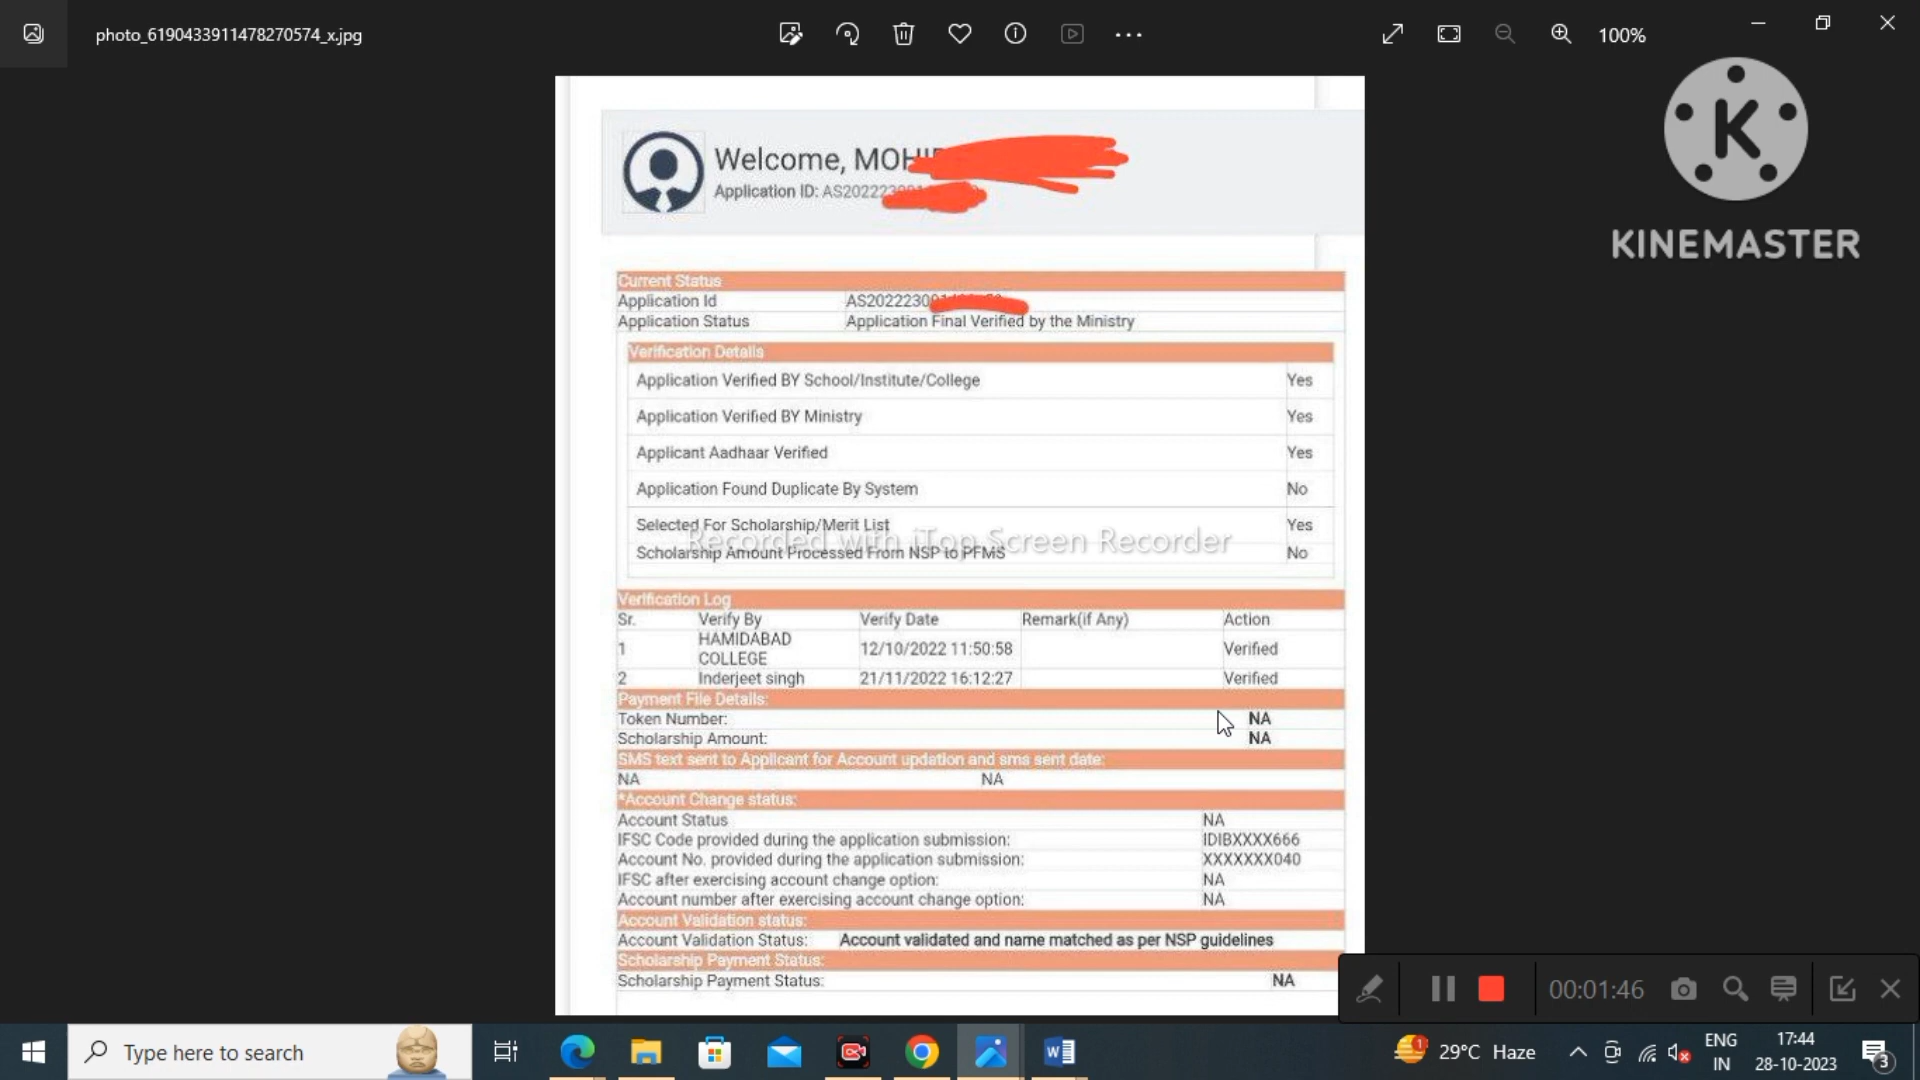 photo_6190433911478270574_x.jpg
100%
KINEMASTER
Welcome, MOHI
Application ID: AS202223
Current Status
Application Id AS20222300
Application Status Application Final Verified by the Ministry
Verification Details
Application Verified BY School/Institute/College Yes
Application Verified BY Ministry Yes
Applicant Aadhaar Verified Yes
Application Found Duplicate By System No
Selected For Scholarship/Merit List Yes
Recorded with iTop Screen Recorder
Scholarship Amount Processed From NSP to PFMS No
Verification Log
Sr. Verify By Verify Date Remark(if Any) Action
1 HAMIDABAD COLLEGE 12/10/2022 11:50:58 Verified
2 Inderjeet singh 21/11/2022 16:12:27 Verified
Payment File Details:
Token Number: NA
Scholarship Amount: NA
SMS text sent to Applicant for Account updation and sms sent date:
NA NA
*Account Change status:
Account Status NA
IFSC Code provided during the application submission: IDIBXXXX666
Account No. provided during the application submission: XXXXXXX040
IFSC after exercising account change option: NA
Account number after exercising account change option: NA
Account Validation status:
Account Validation Status: Account validated and name matched as per NSP guidelines
Scholarship Payment Status:
Scholarship Payment Status: NA
00:01:46
Type here to search
29°C Haze
ENG
IN
17:44
28-10-2023
3